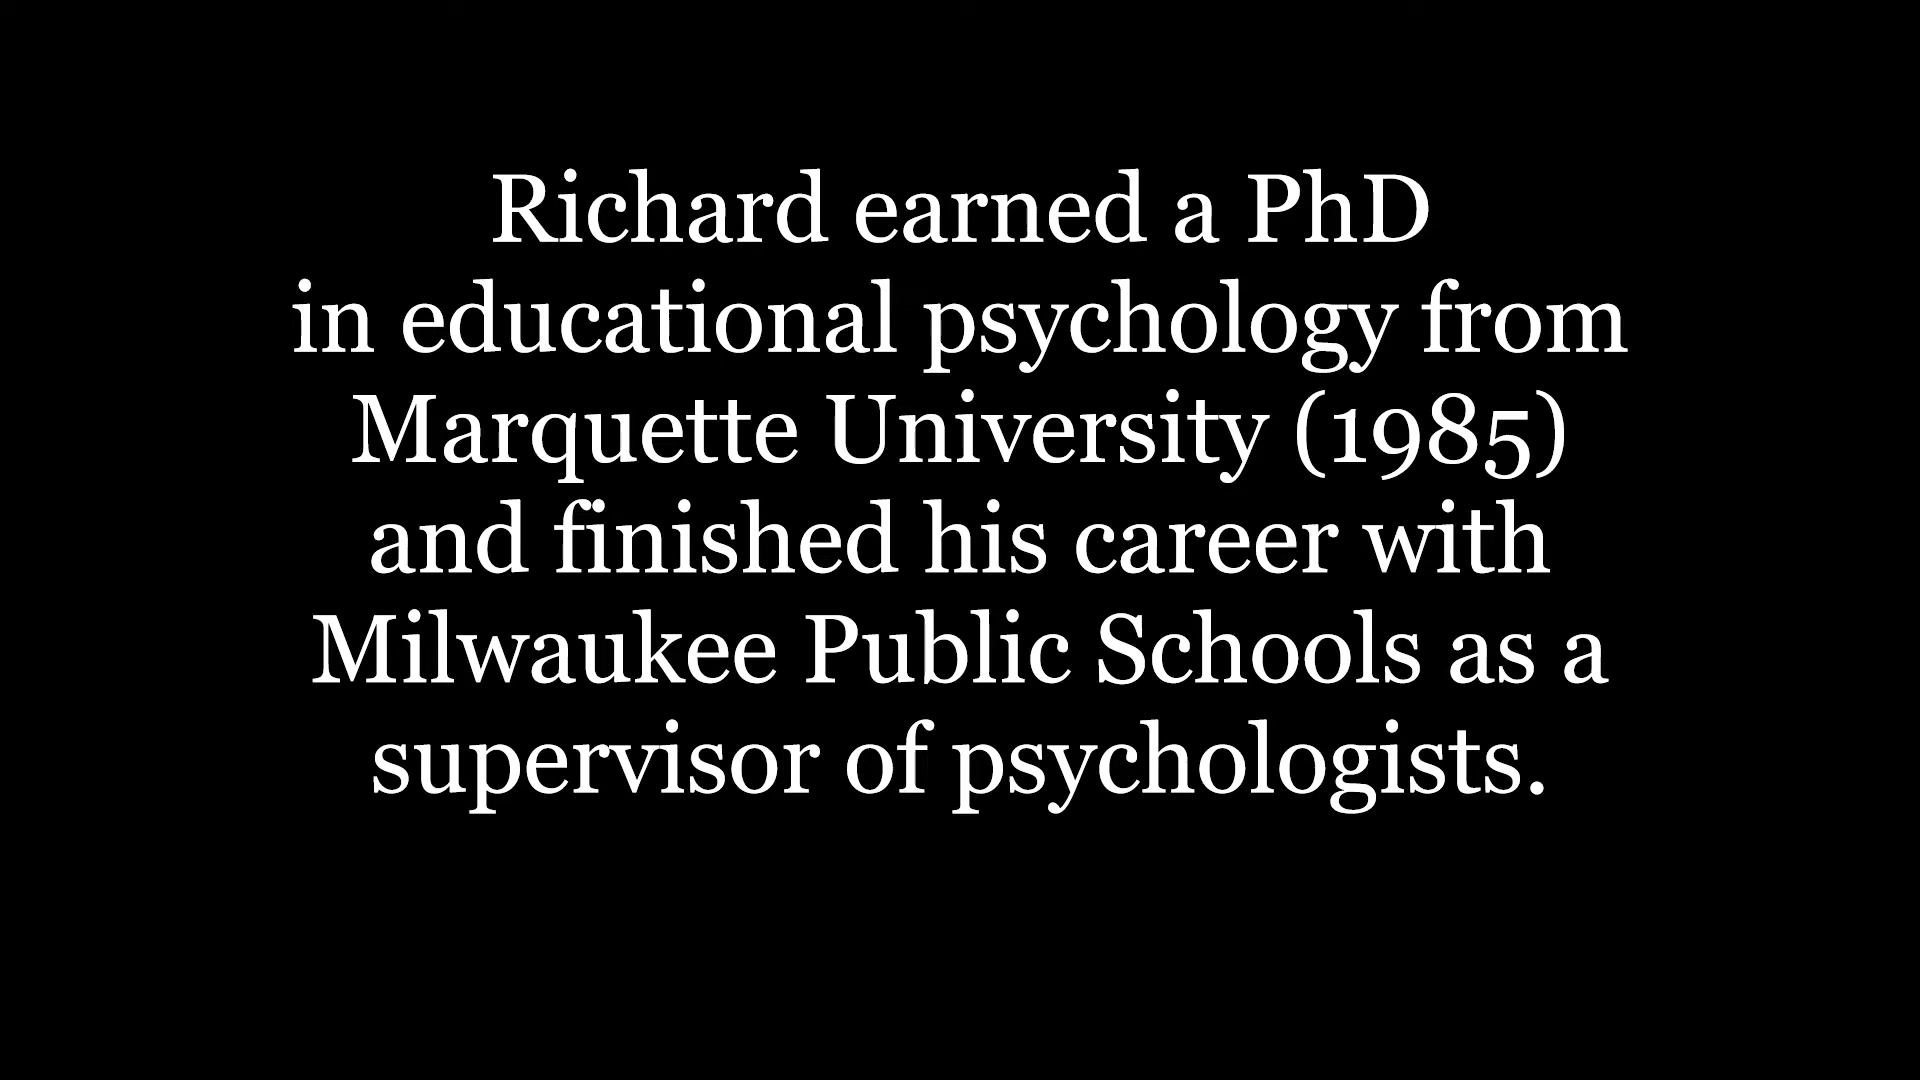 Richard earned a PhD
in educational psychology from
Marquette University (1985)
and finished his career with
Milwaukee Public Schools as a
supervisor of psychologists.